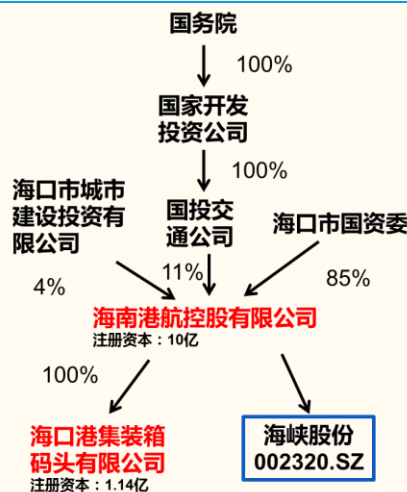 国务院
100%
国家开发
投资公司
100%
海口市城市
建设投资有
限公司
国投交
通公司
海口市国资委
4%
11%
85%
海南港航控股有限公司
注册资本：10亿
100%
海口港集装箱
码头有限公司
注册资本：1.14亿
海峡股份
002320.SZ